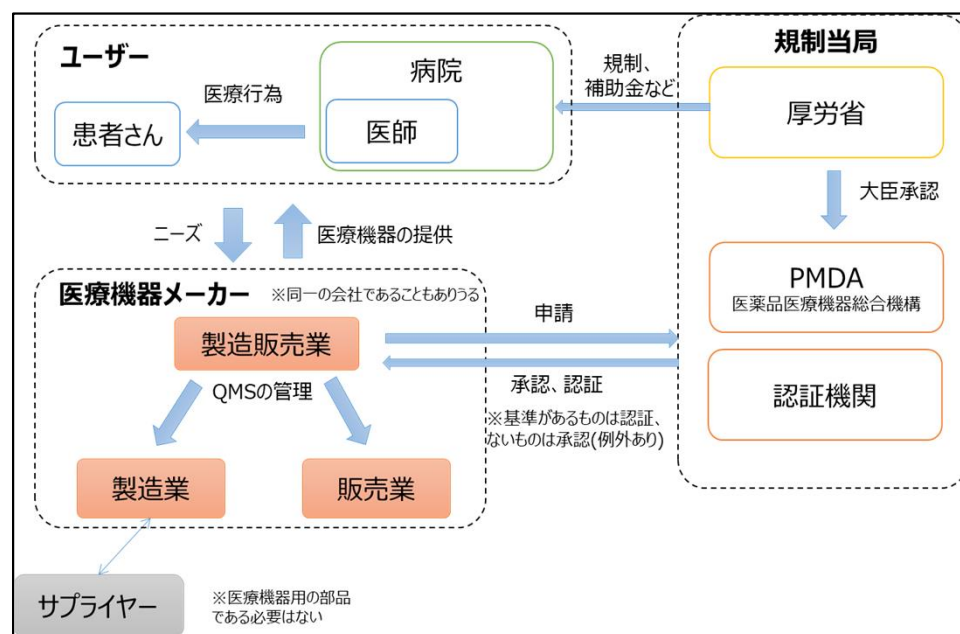 ユーザー
病院
医療行為
患者さん
医師
規制、
補助金など
規制当局
厚労省
大臣承認
PMDA
医薬品医療機器総合機構
認証機関
ニーズ
医療機器の提供
医療機器メーカー
※同一の会社であることもありうる
製造販売業
QMSの管理
製造業
販売業
申請
承認、認証
※基準があるものは認証、
ないものは承認(例外あり)
サプライヤー
※医療機器用の部品
である必要はない